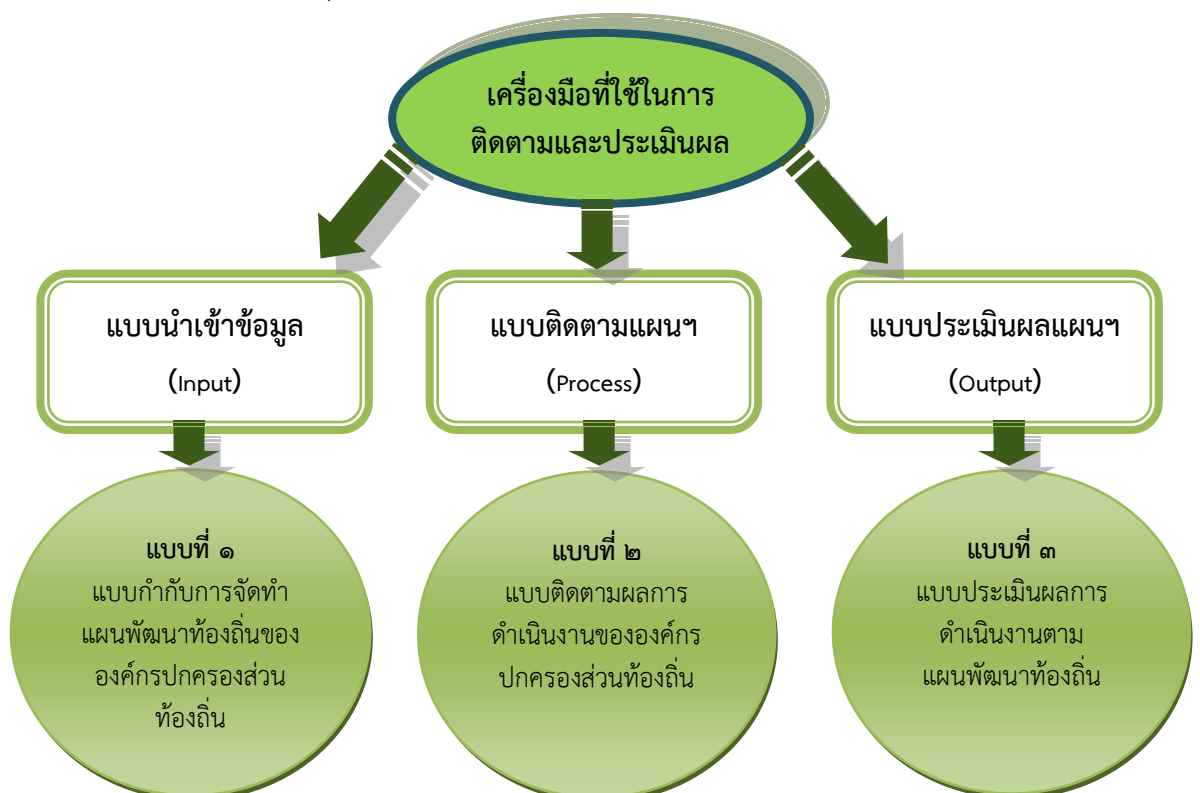 เครื่องมือที่ใช้ในการ
ติดตามและประเมินผล
แบบนำเข้าข้อมูล
(Input)
แบบติดตามแผนฯ
(Process)
แบบประเมินผลแผนฯ
(Output)
แบบที่ ๑
แบบกำกับการจัดทำ
แผนพัฒนาท้องถิ่นของ
องค์กรปกครองส่วน
ท้องถิ่น
แบบที่ ๒
แบบติดตามผลการ
ดำเนินงานขององค์กร
ปกครองส่วนท้องถิ่น
แบบที่ ๓
แบบประเมินผลการ
ดำเนินงานตาม
แผนพัฒนาท้องถิ่น